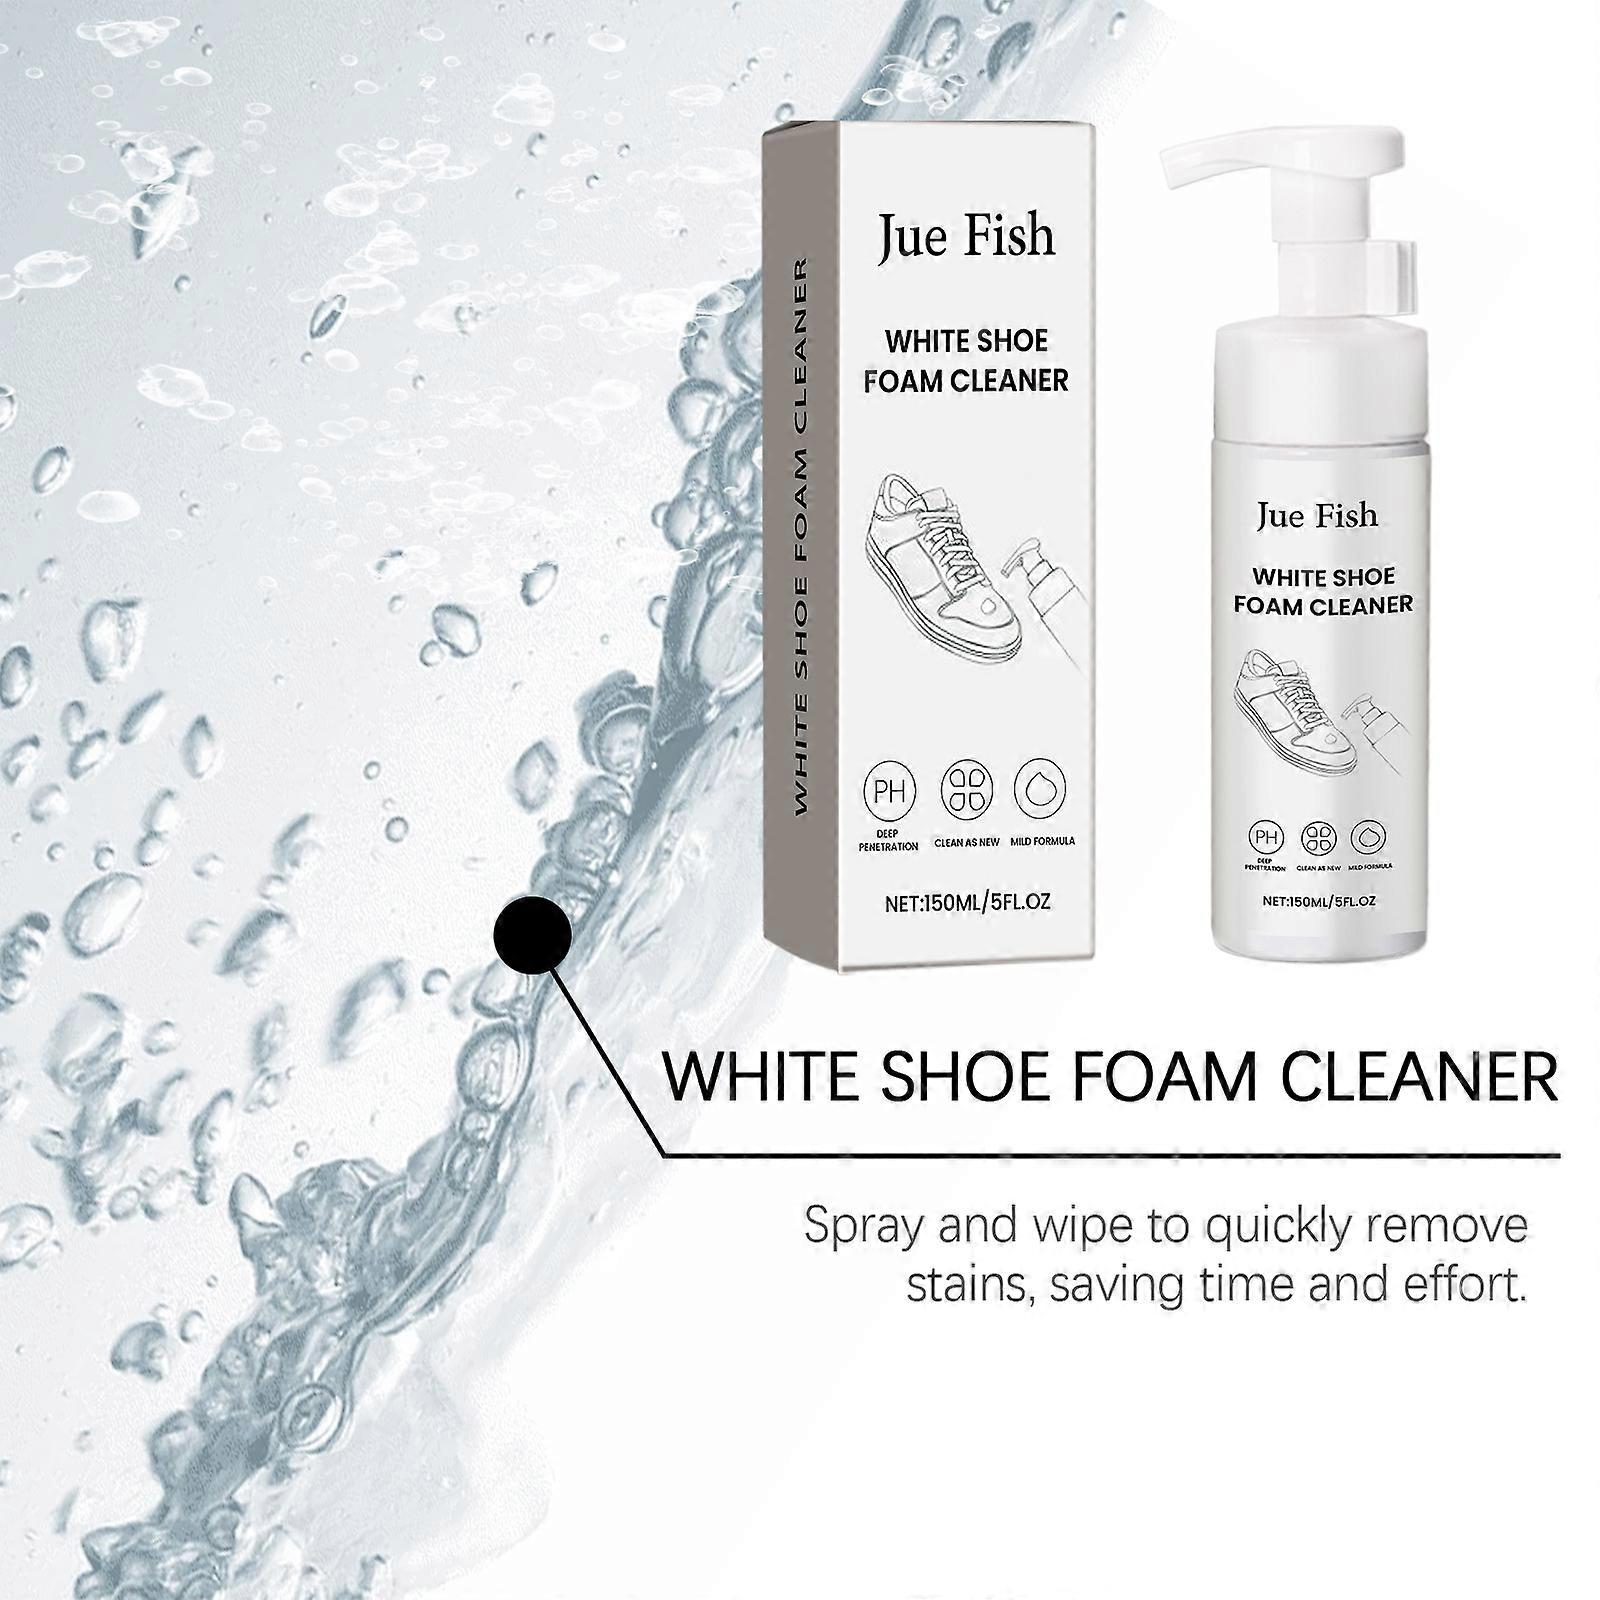 Jue Fish
WHITE SHOE
FOAM CLEANER
WHITE SHOE FOAM CLEANER
PH
DEEP
PENETRATION
CLEAN AS NEW
MILD FORMULA
NET:150ML/5FL.OZ
Jue Fish
WHITE SHOE
FOAM CLEANER
PH
DEEP
PENETRATION
CLEAN AS NEW
MILD FORMULA
NET:150ML/5FL.OZ
WHITE SHOE FOAM CLEANER
Spray and wipe to quickly remove
stains, saving time and effort.